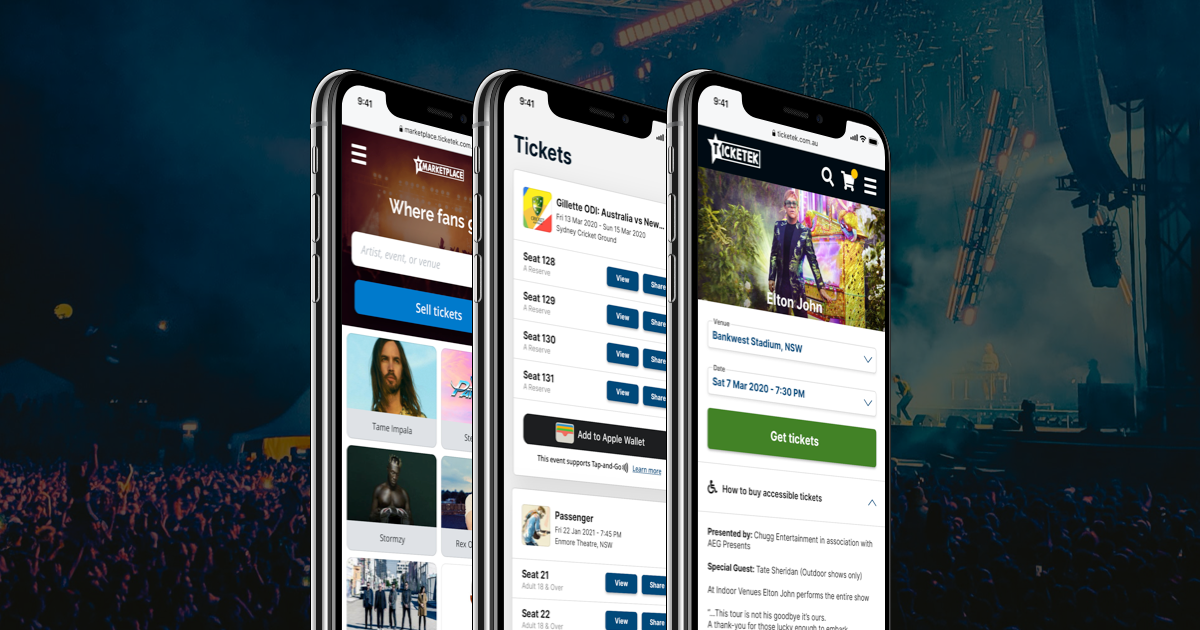 9:41
marketplace.ticketek.com.
MARKETPLACE
Where fans g
Artist, event, or venue
Sell tickets
Tame Impala
Ste
Stormzy
Rex O
9:41
Tickets
Gillette ODI: Australia vs New...
Fri 13 Mar 2020 - Sun 15 Mar 2020
Sydney Cricket Ground
Seat 128
A Reserve
View
Share
Seat 129
A Reserve
View
Share
Seat 130
A Reserve
View
Share
Seat 131
A Reserve
View
Share
Add to Apple Wallet
This event supports Tap-and-Go
Learn more
Passenger
Fri 22 Jan 2021 - 7:45 PM
Enmore Theatre, NSW
Seat 21
Adult 18 & Over
View
Share
Seat 22
Adult 18 & Over
View
Share
9:41
ticketek.com.au
TICKETEK
Elton John
Venue
Bankwest Stadium, NSW
Date
Sat 7 Mar 2020 - 7:30 PM
Get tickets
How to buy accessible tickets
Presented by: Chugg Entertainment in association with
AEG Presents
Special Guest: Tate Sheridan (Outdoor shows only)
At Indoor Venues Elton John performs the entire show
"...This tour is not his goodbye it's ours.
A thank-you for those lucky enough to embark